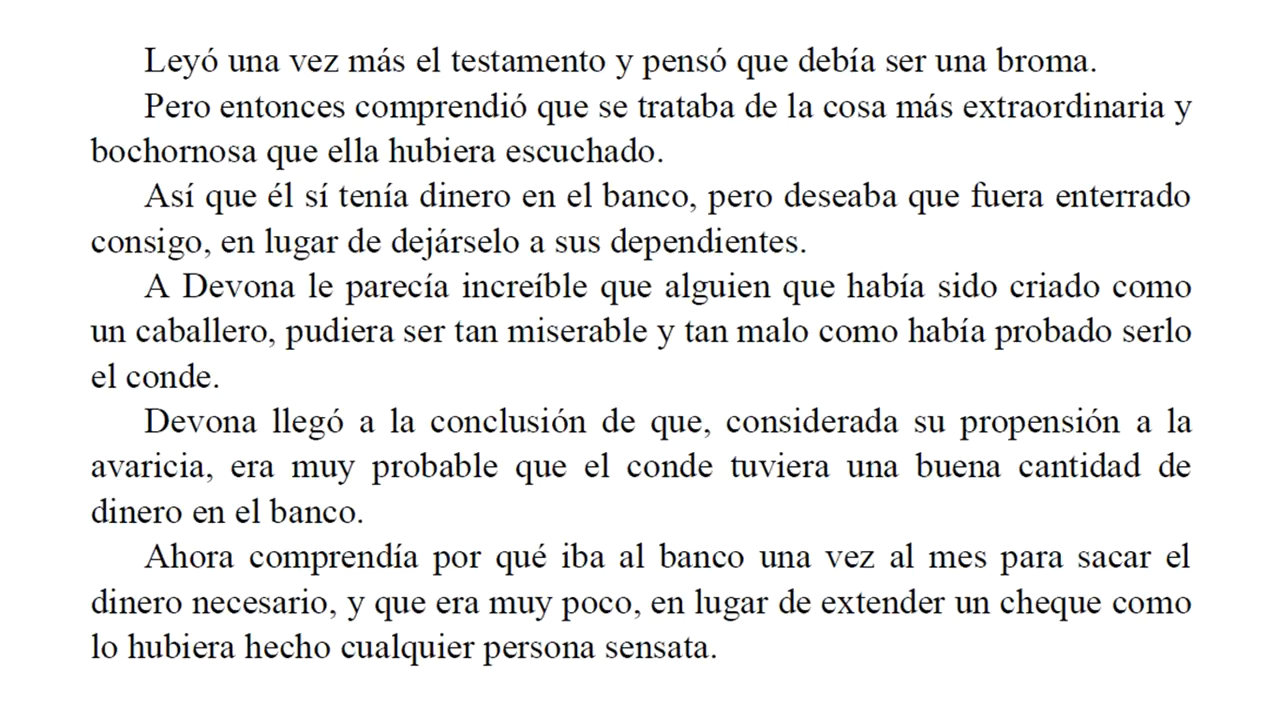 Leyó una vez más el testamento y pensó que debía ser una broma.
Pero entonces comprendió que se trataba de la cosa más extraordinaria y
bochornosa que ella hubiera escuchado.
Así que él sí tenía dinero en el banco, pero deseaba que fuera enterrado
consigo, en lugar de dejárselo a sus dependientes.
A Devona le parecía increíble que alguien que había sido criado como
un caballero, pudiera ser tan miserable y tan malo como había probado serlo
el conde.
Devona llegó a la conclusión de que, considerada su propensión a la
avaricia, era muy probable que el conde tuviera una buena cantidad de
dinero en el banco.
Ahora comprendía por qué iba al banco una vez al mes para sacar el
dinero necesario, y que era muy poco, en lugar de extender un cheque como
lo hubiera hecho cualquier persona sensata.